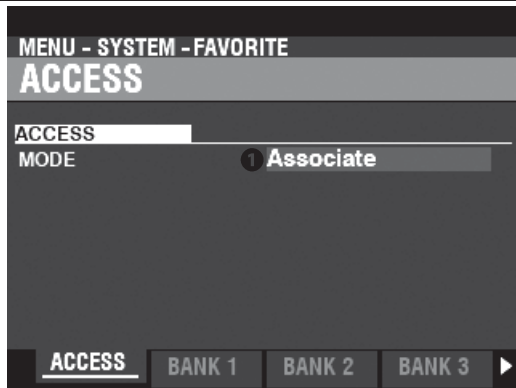 MENU - SYSTEM - FAVORITE
ACCESS
ACCESS
MODE 1 Associate
ACCESS BANK 1 BANK 2 BANK 3